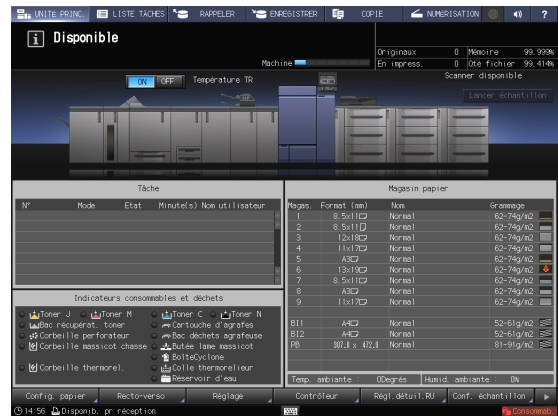 UNITE PRINC. LISTE TÂCHES RAPPELER ENREGISTRER COPIE NUMERISATION ?
i Disponible
Machine
Originaux 0 Mémoire 99.999%
En impress. 0 Qté fichier 99.414%
ON OFF Température TR
Scanner disponible
Lancer échantillon
Tâche
N° Mode Etat Minute(s) Nom utilisateur
Magasin papier
Magas. Format (mm) Nom Grammage
1 8.5x11 Normal 62-74g/m2
2 8.5x11 Normal 62-74g/m2
3 12x18 Normal 62-74g/m2
4 11x17 Normal 62-74g/m2
5 A3 Normal 62-74g/m2
6 13x19 Normal 62-74g/m2
7 8.5x11 Normal 62-74g/m2
8 A3 Normal 62-74g/m2
9 11x17 Normal 62-74g/m2
BI1 A4 Normal 52-61g/m2
BI2 A4 Normal 52-61g/m2
PB 307.0 x 472.0 Normal 81-91g/m2
Temp. ambiante : 0Degrés Humid. ambiante : 0%
Indicateurs consommables et déchets
Toner J Toner M Toner C Toner N
Bac récupérat. toner Cartouche d'agrafes
Corbeille perforateur Bac déchets agrafeuse
Corbeille massicot chasse Butée lame massicot
BoîteCyclone
Corbeille thermorel. Colle thermorelieur
Réservoir d'eau
Config. papier Recto-verso Réglage Contrôleur Régl.détuil.RU Conf. échantillon
14:56 Disponib. pr réception Consommab.